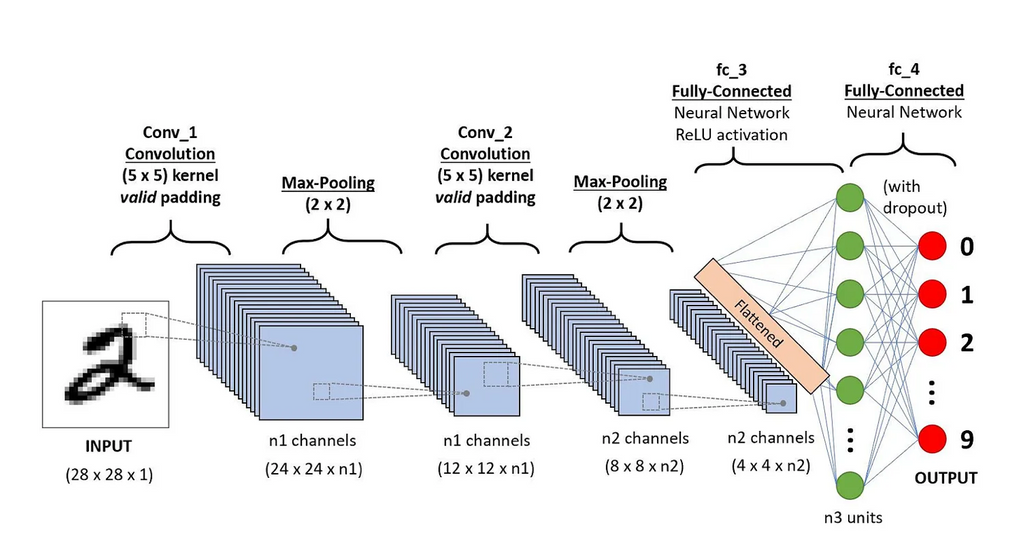 Conv_1
Convolution
(5 x 5) kernel
valid padding
Max-Pooling
(2 x 2)
Conv_2
Convolution
(5 x 5) kernel
valid padding
Max-Pooling
(2 x 2)
fc_3
Fully-Connected
Neural Network
ReLU activation
fc_4
Fully-Connected
Neural Network
(with
dropout)
INPUT
(28 x 28 x 1)
n1 channels
(24 x 24 x n1)
n1 channels
(12 x 12 x n1)
n2 channels
(8 x 8 x n2)
n2 channels
(4 x 4 x n2)
Flattened
n3 units
0
1
2
⋮
9
OUTPUT
2